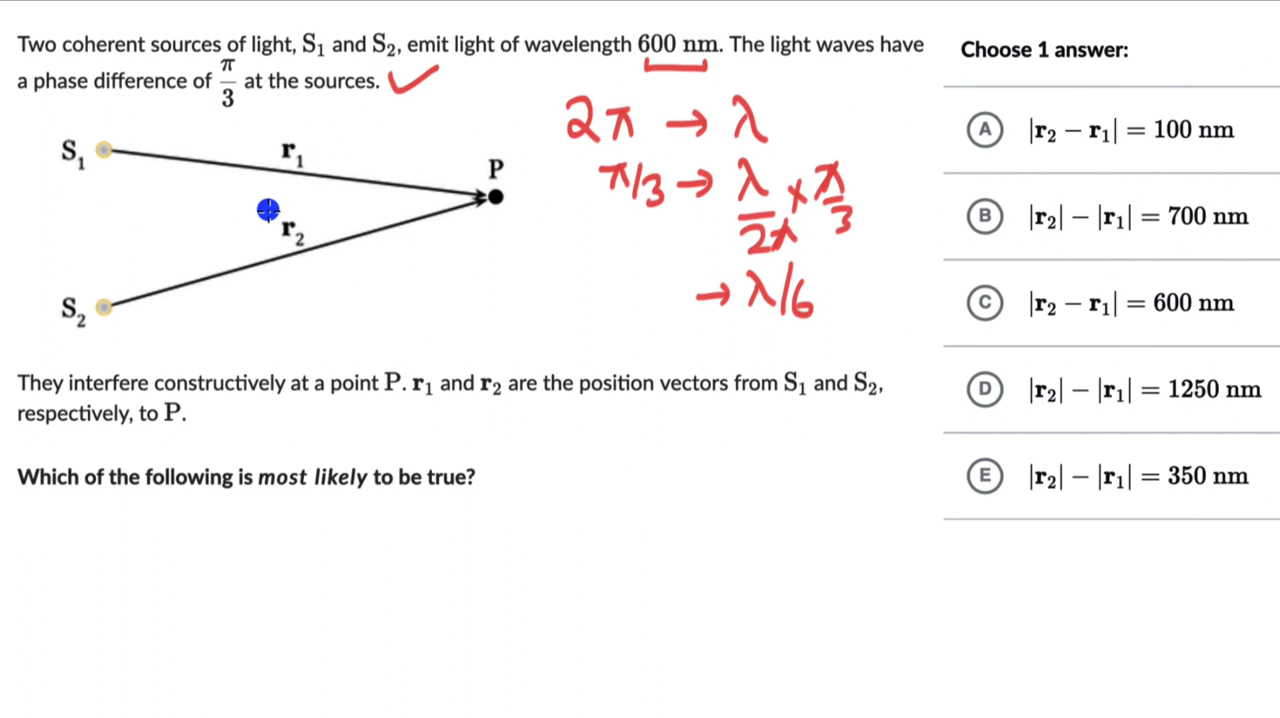 Two coherent sources of light, S₁ and S₂, emit light of wavelength 600 nm. The light waves have
a phase difference of π/3 at the sources.
2π → λ
π/3 → λ/2π × π/3
→ λ/6
S₁
r₁
P
r₂
S₂
They interfere constructively at a point P. r₁ and r₂ are the position vectors from S₁ and S₂,
respectively, to P.
Which of the following is most likely to be true?
Choose 1 answer:
A |r₂ − r₁| = 100 nm
B |r₂| − |r₁| = 700 nm
C |r₂ − r₁| = 600 nm
D |r₂| − |r₁| = 1250 nm
E |r₂| − |r₁| = 350 nm